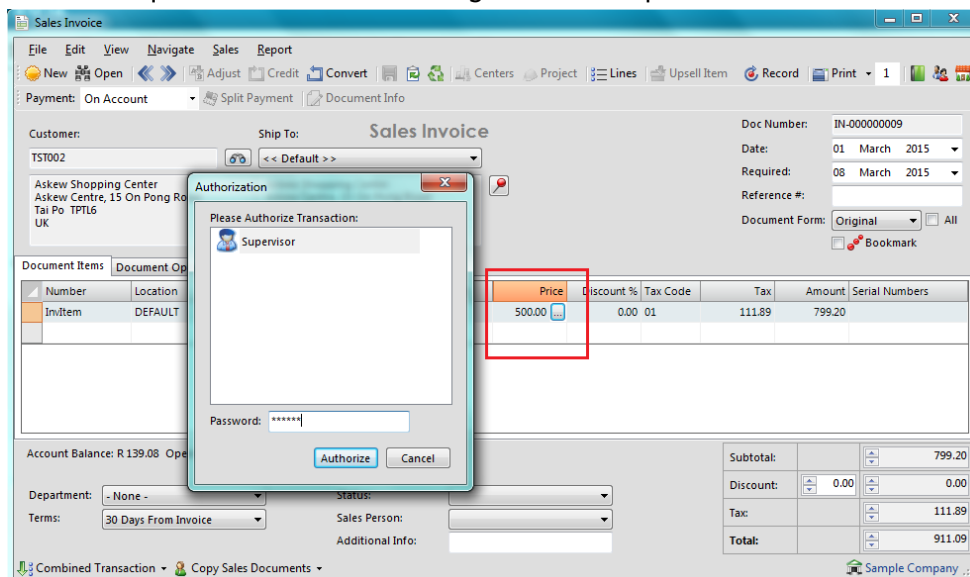 Sales Invoice
File Edit View Navigate Sales Report
New Open Adjust Credit Convert Centers Project Lines Upsell Item Record Print 1
Payment: On Account Split Payment Document Info
Customer: Ship To: Sales Invoice Doc Number: IN-000000009
TST002 << Default >> Date: 01 March 2015
Askew Shopping Center Required: 08 March 2015
Askew Centre, 15 On Pong Reference #:
Tai Po TPTL6
UK Document Form: Original All
Bookmark
Authorization
Please Authorize Transaction:
Supervisor
Password: ******
Authorize Cancel
Document Items Document Op
Number Location Price Discount % Tax Code Tax Amount Serial Numbers
InvItem DEFAULT 500.00 ... 0.00 01 111.89 799.20
Account Balance: R 139.08 Ope
Subtotal: 799.20
Department: - None - Status: Discount: 0.00 0.00
Terms: 30 Days From Invoice Sales Person: Tax: 111.89
Additional Info: Total: 911.09
Combined Transaction Copy Sales Documents Sample Company